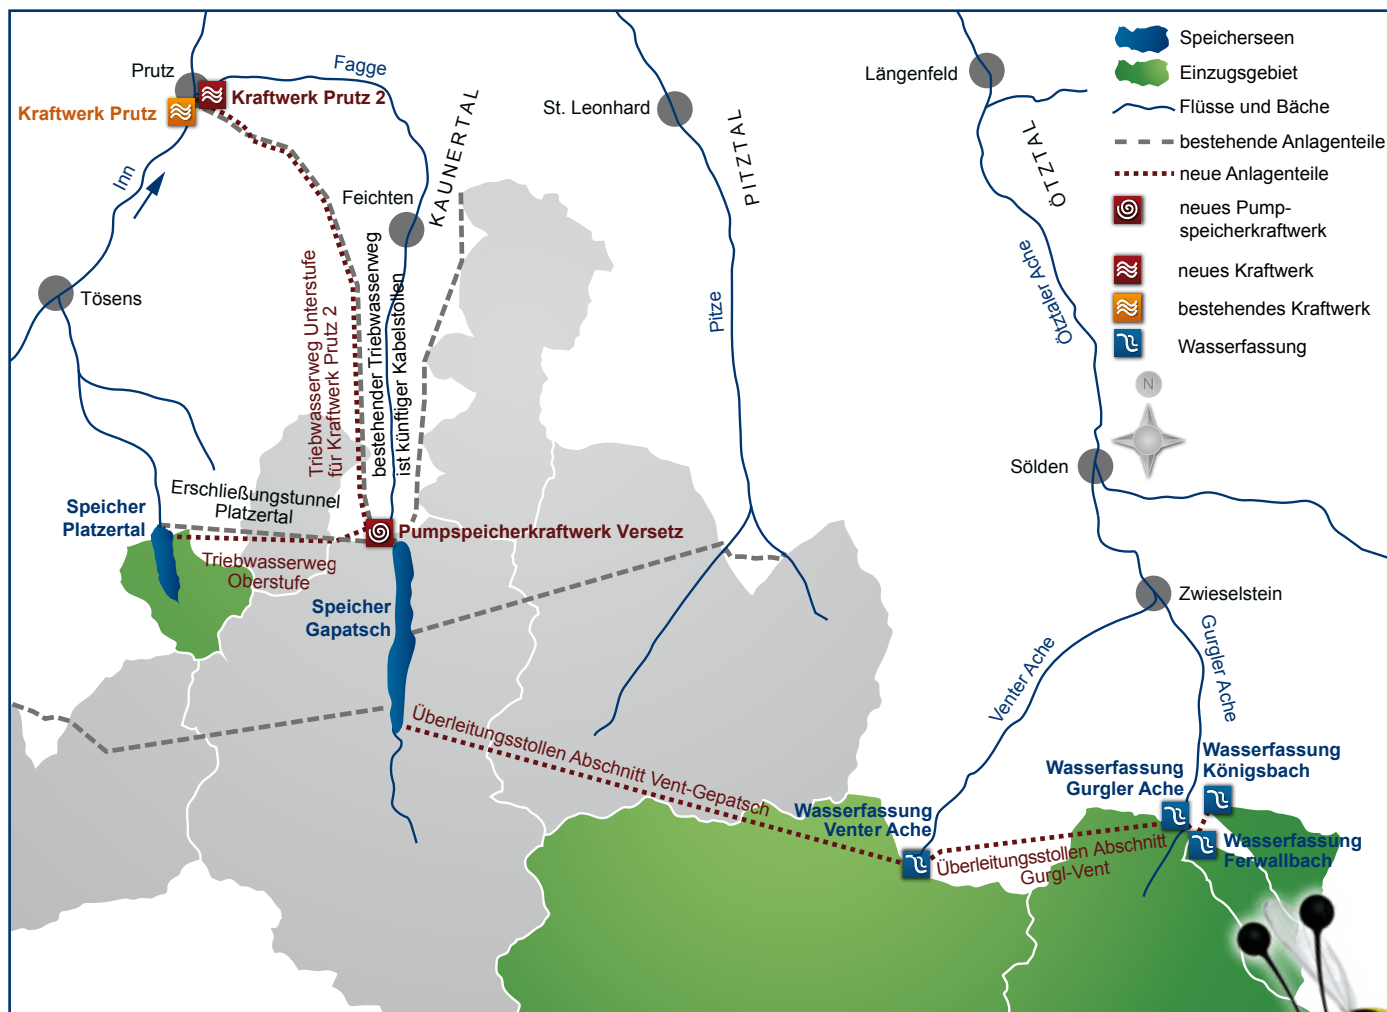 Speicherseen
Einzugsgebiet
Flüsse und Bäche
bestehende Anlagenteile
neue Anlagenteile
neues Pump-
speicherkraftwerk
neues Kraftwerk
bestehendes Kraftwerk
Wasserfassung
N
Prutz
Kraftwerk Prutz 2
Kraftwerk Prutz
Fagge
Inn
Tösens
Feichten
KAUNERTAL
St. Leonhard
PITZTAL
Pitze
Längenfeld
ÖTZTAL
Ötztaler Ache
Sölden
Zwieselstein
Venter Ache
Gurgler Ache
Triebwasserweg Unterstufe
für Kraftwerk Prutz 2
bestehender Triebwasserweg
ist künftiger Kabelstollen
Speicher
Platzertal
Erschließungstunnel
Platzertal
Triebwasserweg
Oberstufe
Pumpspeicherkraftwerk Versetz
Speicher
Gapatsch
Überleitungsstollen Abschnitt Vent-Gepatsch
Wasserfassung
Venter Ache
Überleitungsstollen Abschnitt
Gurgl-Vent
Wasserfassung
Gurgler Ache
Wasserfassung
Königsbach
Wasserfassung
Ferwallbach